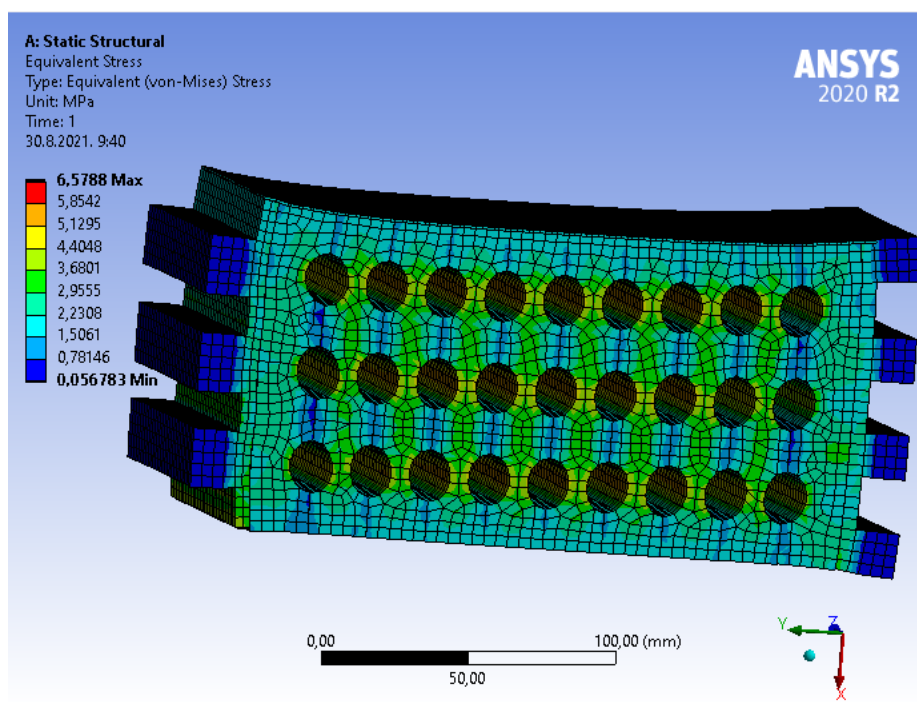 A: Static Structural
Equivalent Stress
Type: Equivalent (von-Mises) Stress
Unit: MPa
Time: 1
30.8.2021. 9:40
ANSYS
2020 R2
6,5788 Max
5,8542
5,1295
4,4048
3,6801
2,9555
2,2308
1,5061
0,78146
0,056783 Min
0,00
100,00 (mm)
50,00
Y
Z
X